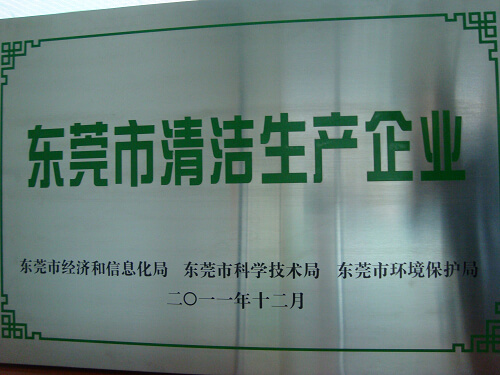 东莞市清洁生产企业
东莞市经济和信息化局 东莞市科学技术局 东莞市环境保护局
二〇一一年十二月